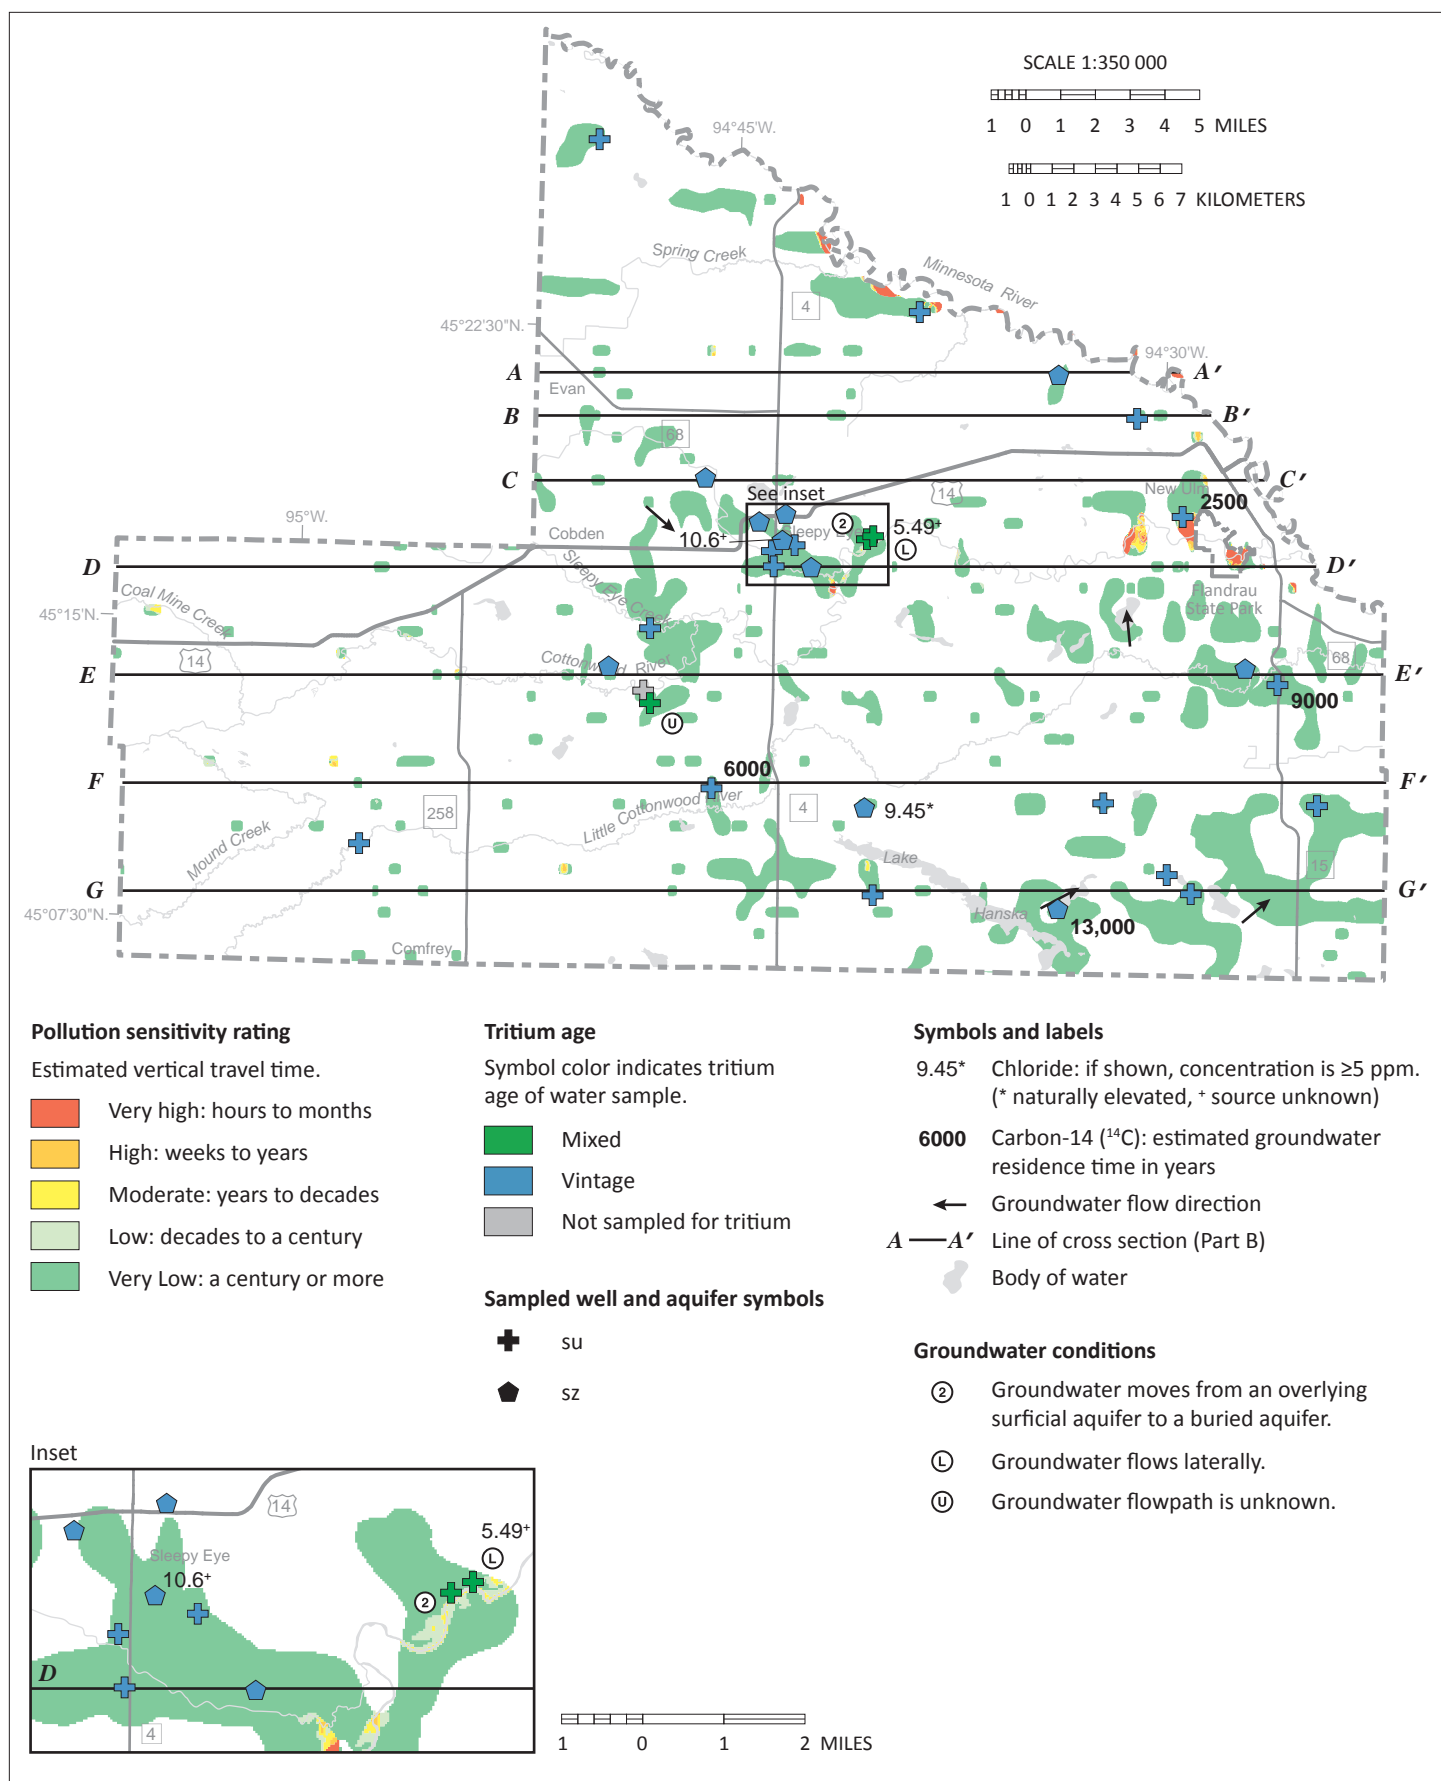 SCALE 1:350 000
1 0 1 2 3 4 5 MILES
1 0 1 2 3 4 5 6 7 KILOMETERS
94°45'W.
Spring Creek
Minnesota River
4
45°22'30"N.
94°30'W.
A A′
Evan
B B′
68
C C′
See inset
14
New Ulm
2500
95°W.
Cobden
10.6+
Sleepy Eye
2
5.49+
L
D D′
Coal Mine Creek
Sleepy Eye Creek
Flandrau
State Park
45°15'N.
14
Cottonwood River
68
E E′
9000
U
F 6000 F′
258
Little Cottonwood River
4
9.45*
Mound Creek
Lake
15
G G′
45°07'30"N.
Hanska
13,000
Comfrey
Pollution sensitivity rating
Estimated vertical travel time.
Very high: hours to months
High: weeks to years
Moderate: years to decades
Low: decades to a century
Very Low: a century or more
Tritium age
Symbol color indicates tritium
age of water sample.
Mixed
Vintage
Not sampled for tritium
Sampled well and aquifer symbols
su
sz
Symbols and labels
9.45* Chloride: if shown, concentration is ≥5 ppm.
(* naturally elevated, + source unknown)
6000 Carbon-14 (¹⁴C): estimated groundwater
residence time in years
Groundwater flow direction
A A′ Line of cross section (Part B)
Body of water
Groundwater conditions
2 Groundwater moves from an overlying
surficial aquifer to a buried aquifer.
L Groundwater flows laterally.
U Groundwater flowpath is unknown.
Inset
14
5.49+
L
Sleepy Eye
10.6+
2
D
4
1 0 1 2 MILES